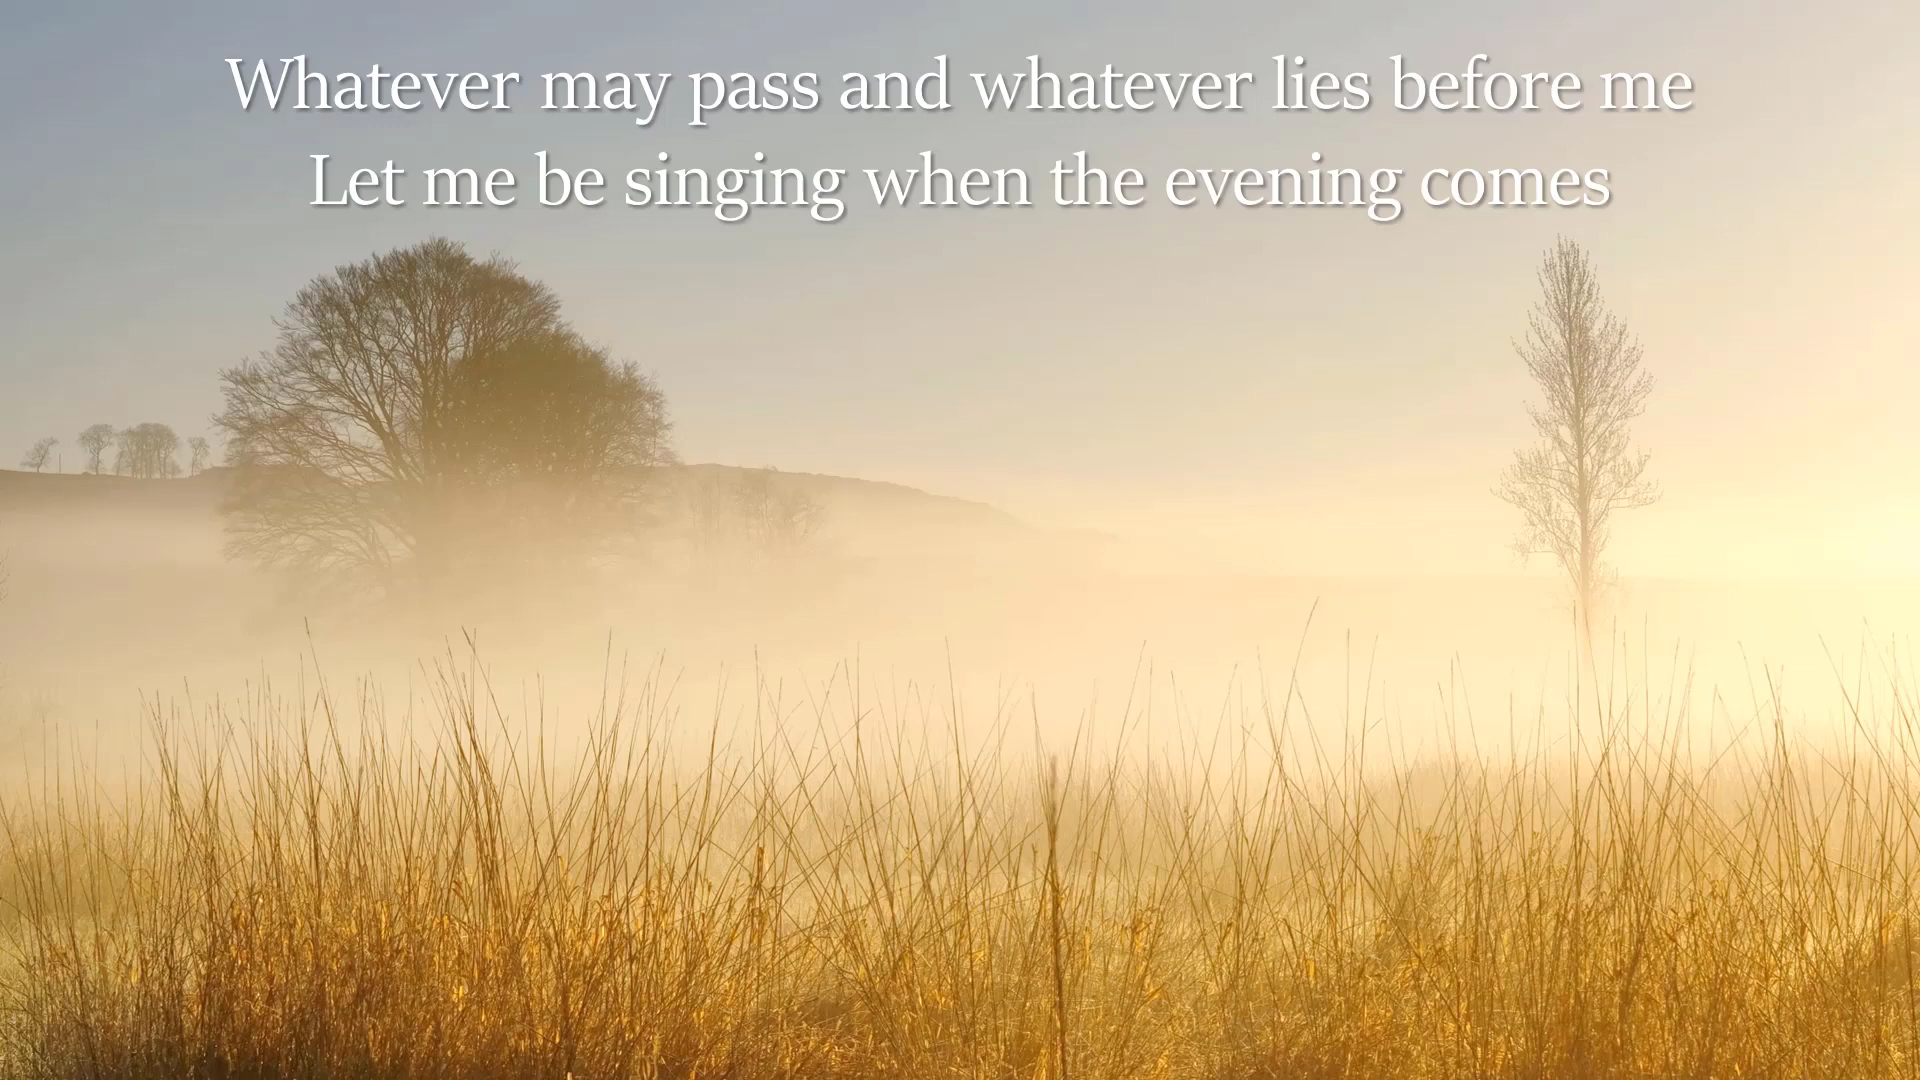 Whatever may pass and whatever lies before me
Let me be singing when the evening comes